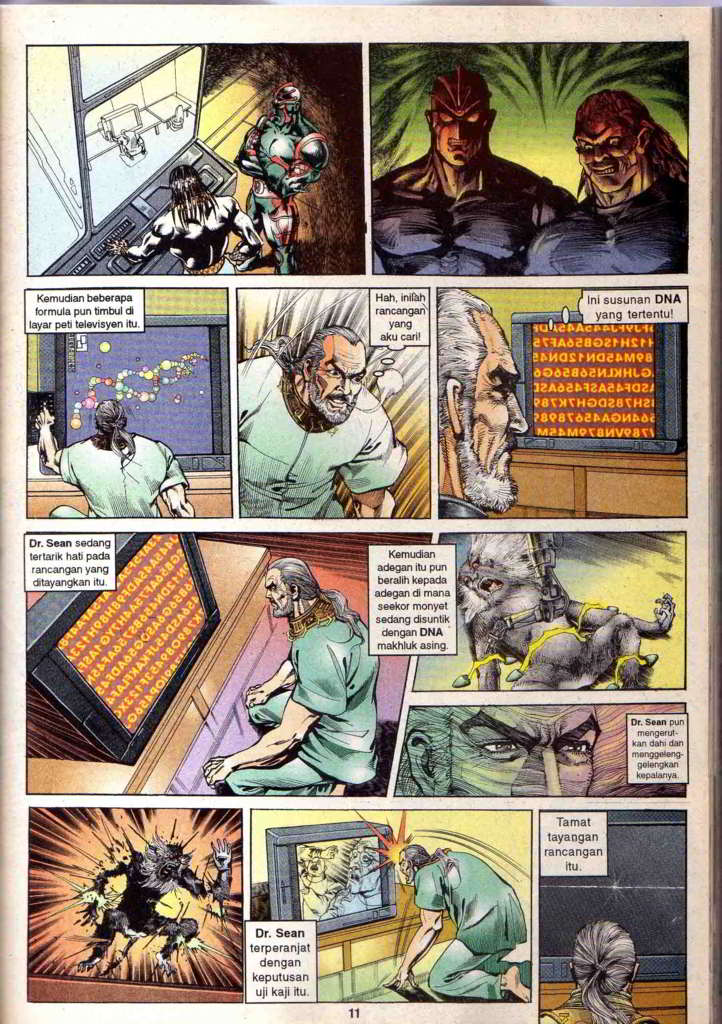 Kemudian beberapa
formula pun timbul di
layar peti televisyen itu.
Hah, inilah
rancangan
yang
aku cari!
Ini susunan DNA
yang tertentu!
Dr. Sean sedang
tertarik hati pada
rancangan yang
ditayangkan itu.
Kemudian
adegan itu pun
beralih kepada
adegan di mana
seekor monyet
sedang disuntik
dengan DNA
makhluk asing.
Dr. Sean pun
mengerut-
kan dahi dan
menggeleng-
gelengkan
kepalanya.
Dr. Sean
terperanjat
dengan
keputusan
uji kaji itu.
Tamat
tayangan
rancangan
itu.
11